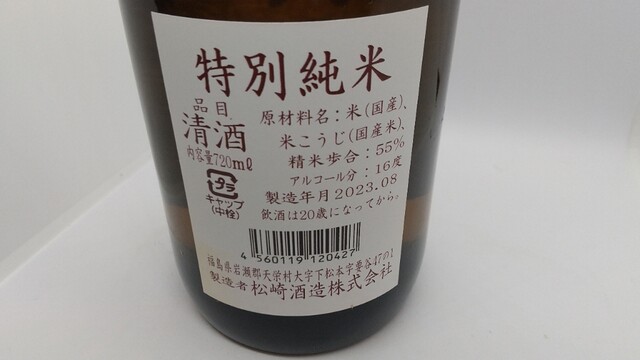 特別純米
品目
清酒
内容量720ml
プラ
キャップ
(中栓)
原材料名:米(国産)、
米こうじ(国産米)、
精米歩合:55%
アルコール分:16度
製造年月2023.08
飲酒は20歳になってから。
4560119120427
福島県岩瀬郡天栄村大字下松本字要谷47の1
製造者 松崎酒造株式会社